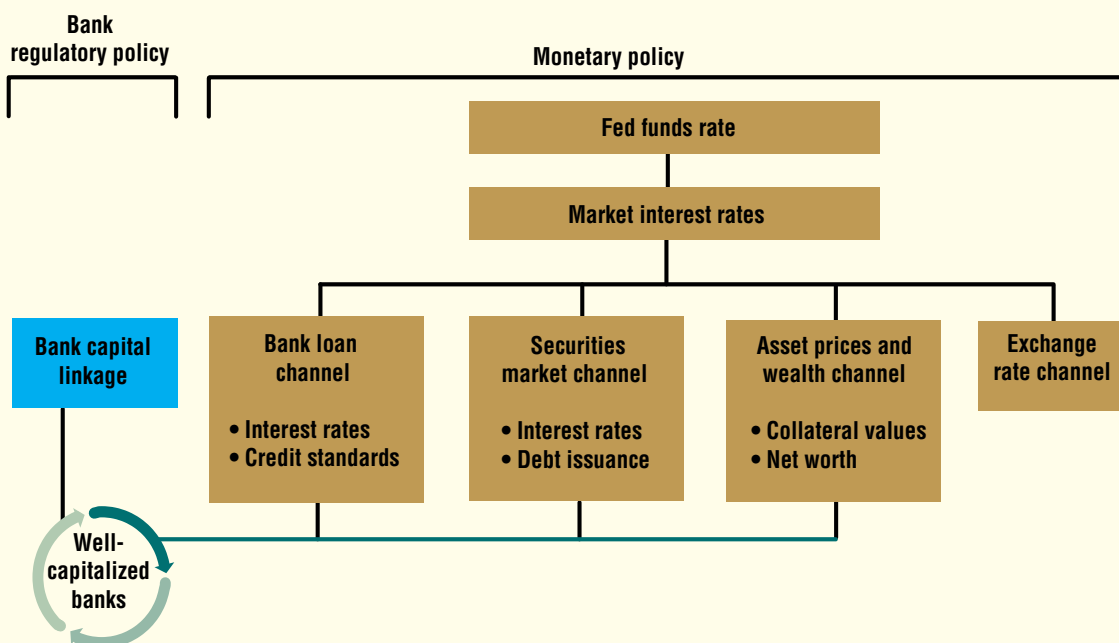 Bank
regulatory policy
Monetary policy
Fed funds rate
Market interest rates
Bank capital
linkage
Bank loan
channel
• Interest rates
• Credit standards
Securities
market channel
• Interest rates
• Debt issuance
Asset prices and
wealth channel
• Collateral values
• Net worth
Exchange
rate channel
Well-
capitalized
banks